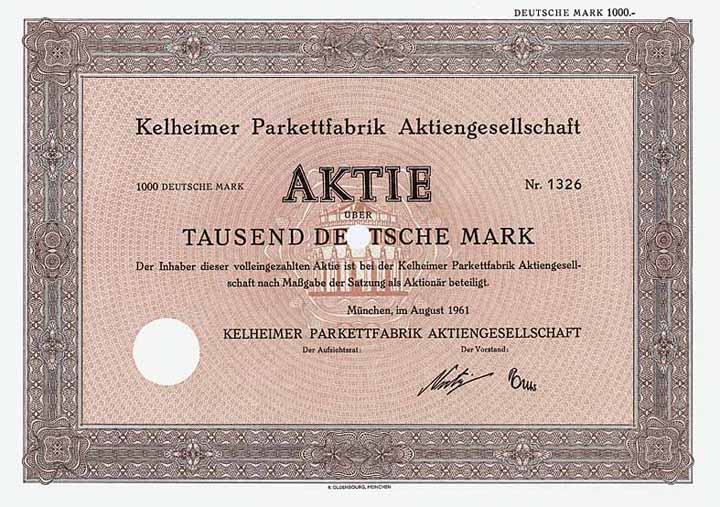 DEUTSCHE MARK 1000.-
Kelheimer Parkettfabrik Aktiengesellschaft
1000 DEUTSCHE MARK
AKTIE
Nr. 1326
ÜBER
TAUSEND DEUTSCHE MARK
Der Inhaber dieser volleingezahlten Aktie ist bei der Kelheimer Parkettfabrik Aktiengesell-
schaft nach Maßgabe der Satzung als Aktionär beteiligt.
München, im August 1961
KELHEIMER PARKETTFABRIK AKTIENGESELLSCHAFT
Der Aufsichtsrat:
Der Vorstand:
R. OLDENBOURG, MÜNCHEN